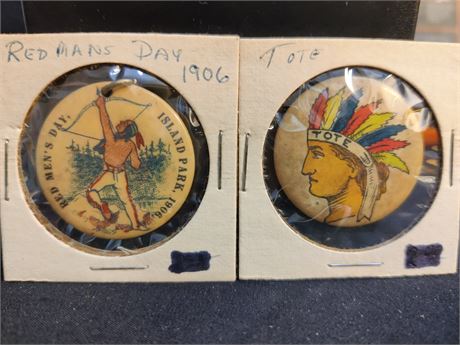 REDMANS DAY
1906
TOTE
RED MEN'S DAY,
ISLAND PARK, 1906.
TOTE